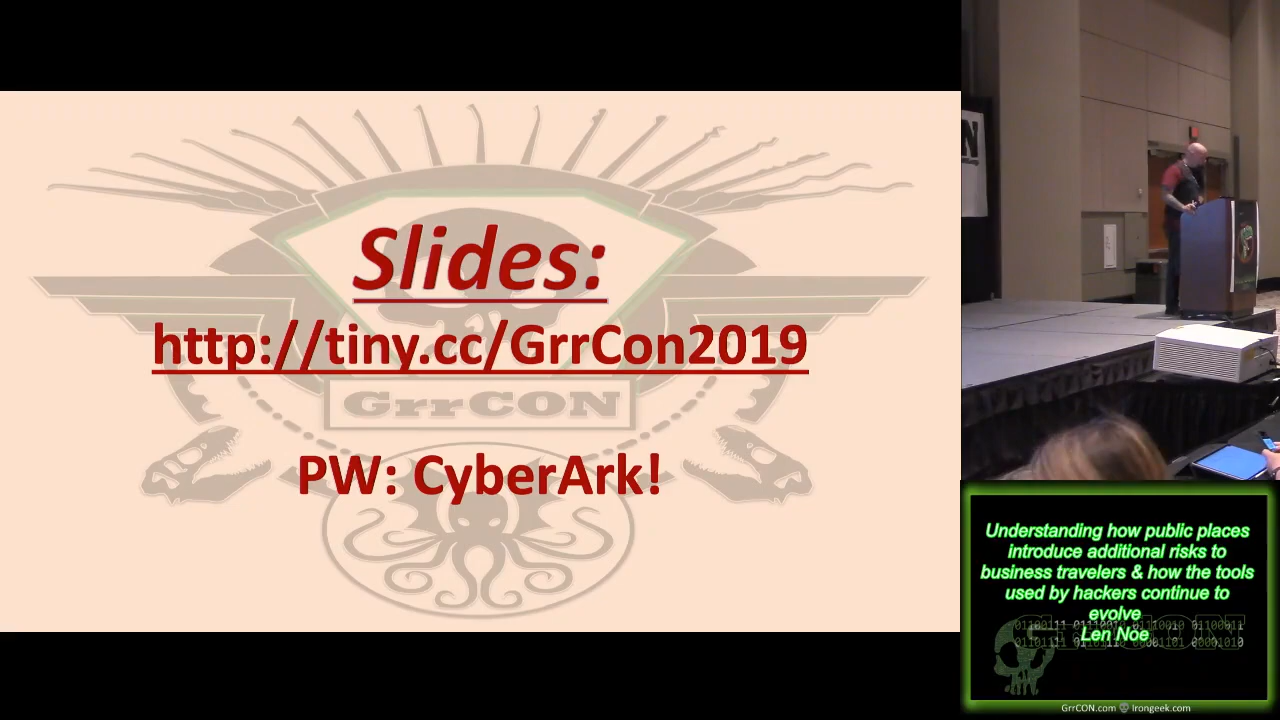 Slides:
http://tiny.cc/GrrCon2019
GrrCON
PW: CyberArk!
N
Understanding how public places
introduce additional risks to
business travelers & how the tools
used by hackers continue to
evolve
Len Noe
GrrCON.com Irongeek.com